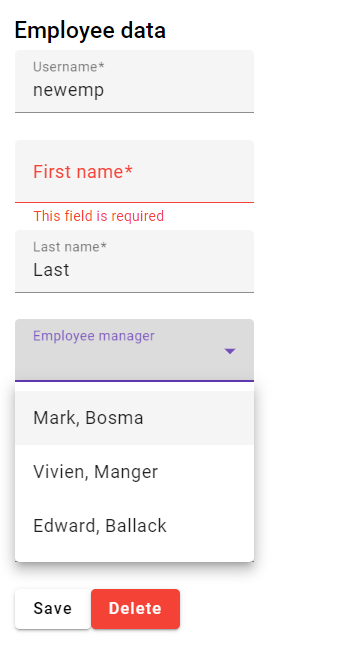 Employee data
Username*
newemp
First name*
This field is required
Last name*
Last
Employee manager
Mark, Bosma
Vivien, Manger
Edward, Ballack
Save Delete